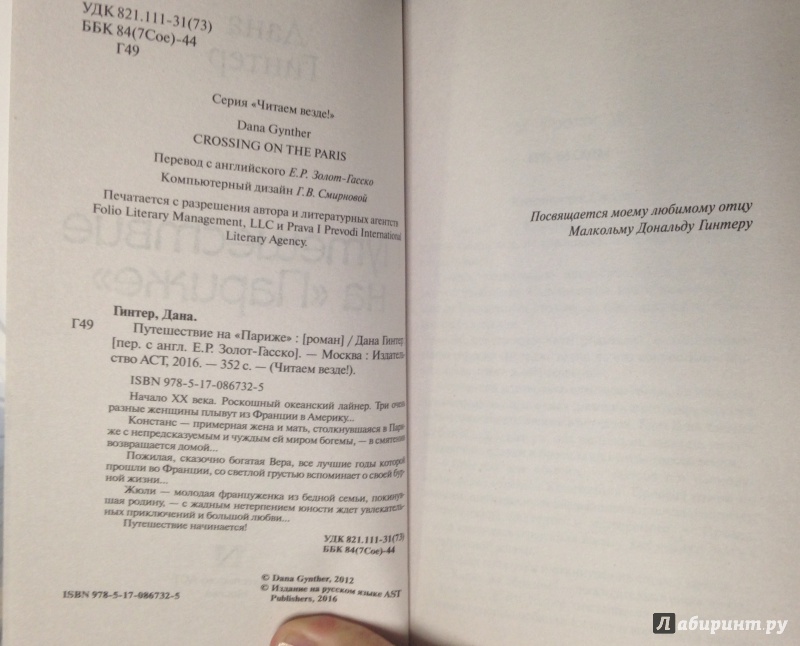 УДК 821.111-31(73)
ББК 84(7Сое)-44
Г49
Серия «Читаем везде!»
Dana Gynther
CROSSING ON THE PARIS
Перевод с английского Е.Р. Золот-Гасско
Компьютерный дизайн Г.В. Смирновой
Печатается с разрешения автора и литературных агентств
Folio Literary Management, LLC и Prava I Prevodi International
Literary Agency.
Гинтер, Дана.
Г49 Путешествие на «Париже» : [роман] / Дана Гинтер
[пер. с англ. Е.Р. Золот-Гасско]. — Москва : Издатель-
ство АСТ, 2016. — 352 с. — (Читаем везде!).
ISBN 978-5-17-086732-5
Начало XX века. Роскошный океанский лайнер. Три очень
разные женщины плывут из Франции в Америку...
Констанс — примерная жена и мать, столкнувшаяся в Пари-
же с непредсказуемым и чуждым ей миром богемы, — в смятении
возвращается домой...
Пожилая, сказочно богатая Вера, все лучшие годы которой
прошли во Франции, со светлой грустью вспоминает о своей бур-
ной жизни...
Жюли — молодая француженка из бедной семьи, покинув-
шая родину, — с жадным нетерпением юности ждет увлекатель-
ных приключений и большой любви...
Путешествие начинается!
УДК 821.111-31(73)
ББК 84(7Сое)-44
© Dana Gynther, 2012
© Издание на русском языке AST
Publishers, 2016
ISBN 978-5-17-086732-5
Посвящается моему любимому отцу
Малкольму Дональду Гинтеру
Лабиринт.ру